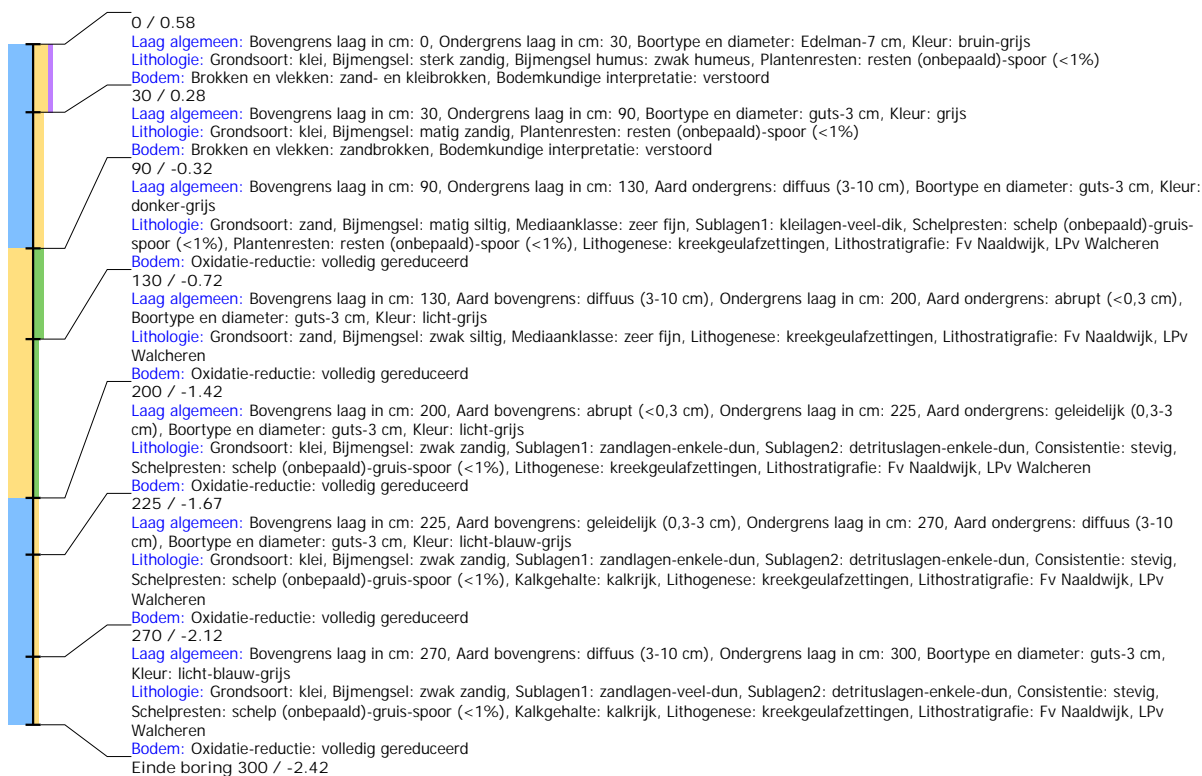 0 / 0.58
Laag algemeen: Bovengrens laag in cm: 0, Ondergrens laag in cm: 30, Boortype en diameter: Edelman-7 cm, Kleur: bruin-grijs
Lithologie: Grondsoort: klei, Bijmengsel: sterk zandig, Bijmengsel humus: zwak humeus, Plantenresten: resten (onbepaald)-spoor (<1%)
Bodem: Brokken en vlekken: zand- en kleibrokken, Bodemkundige interpretatie: verstoord
30 / 0.28
Laag algemeen: Bovengrens laag in cm: 30, Ondergrens laag in cm: 90, Boortype en diameter: guts-3 cm, Kleur: grijs
Lithologie: Grondsoort: klei, Bijmengsel: matig zandig, Plantenresten: resten (onbepaald)-spoor (<1%)
Bodem: Brokken en vlekken: zandbrokken, Bodemkundige interpretatie: verstoord
90 / -0.32
Laag algemeen: Bovengrens laag in cm: 90, Ondergrens laag in cm: 130, Aard ondergrens: diffuus (3-10 cm), Boortype en diameter: guts-3 cm, Kleur:
donker-grijs
Lithologie: Grondsoort: zand, Bijmengsel: matig siltig, Mediaanklasse: zeer fijn, Sublagen1: kleilagen-veel-dik, Schelpresten: schelp (onbepaald)-gruis-
spoor (<1%), Plantenresten: resten (onbepaald)-spoor (<1%), Lithogenese: kreekgeulafzettingen, Lithostratigrafie: Fv Naaldwijk, LPv Walcheren
Bodem: Oxidatie-reductie: volledig gereduceerd
130 / -0.72
Laag algemeen: Bovengrens laag in cm: 130, Aard bovengrens: diffuus (3-10 cm), Ondergrens laag in cm: 200, Aard ondergrens: abrupt (<0,3 cm),
Boortype en diameter: guts-3 cm, Kleur: licht-grijs
Lithologie: Grondsoort: zand, Bijmengsel: zwak siltig, Mediaanklasse: zeer fijn, Lithogenese: kreekgeulafzettingen, Lithostratigrafie: Fv Naaldwijk, LPv
Walcheren
Bodem: Oxidatie-reductie: volledig gereduceerd
200 / -1.42
Laag algemeen: Bovengrens laag in cm: 200, Aard bovengrens: abrupt (<0,3 cm), Ondergrens laag in cm: 225, Aard ondergrens: geleidelijk (0,3-3
cm), Boortype en diameter: guts-3 cm, Kleur: licht-grijs
Lithologie: Grondsoort: klei, Bijmengsel: zwak zandig, Sublagen1: zandlagen-enkele-dun, Sublagen2: detrituslagen-enkele-dun, Consistentie: stevig,
Schelpresten: schelp (onbepaald)-gruis-spoor (<1%), Lithogenese: kreekgeulafzettingen, Lithostratigrafie: Fv Naaldwijk, LPv Walcheren
Bodem: Oxidatie-reductie: volledig gereduceerd
225 / -1.67
Laag algemeen: Bovengrens laag in cm: 225, Aard bovengrens: geleidelijk (0,3-3 cm), Ondergrens laag in cm: 270, Aard ondergrens: diffuus (3-10
cm), Boortype en diameter: guts-3 cm, Kleur: licht-blauw-grijs
Lithologie: Grondsoort: klei, Bijmengsel: zwak zandig, Sublagen1: zandlagen-enkele-dun, Sublagen2: detrituslagen-enkele-dun, Consistentie: stevig,
Schelpresten: schelp (onbepaald)-gruis-spoor (<1%), Kalkgehalte: kalkrijk, Lithogenese: kreekgeulafzettingen, Lithostratigrafie: Fv Naaldwijk, LPv
Walcheren
Bodem: Oxidatie-reductie: volledig gereduceerd
270 / -2.12
Laag algemeen: Bovengrens laag in cm: 270, Aard bovengrens: diffuus (3-10 cm), Ondergrens laag in cm: 300, Boortype en diameter: guts-3 cm,
Kleur: licht-blauw-grijs
Lithologie: Grondsoort: klei, Bijmengsel: zwak zandig, Sublagen1: zandlagen-veel-dun, Sublagen2: detrituslagen-enkele-dun, Consistentie: stevig,
Schelpresten: schelp (onbepaald)-gruis-spoor (<1%), Kalkgehalte: kalkrijk, Lithogenese: kreekgeulafzettingen, Lithostratigrafie: Fv Naaldwijk, LPv
Walcheren
Bodem: Oxidatie-reductie: volledig gereduceerd
Einde boring 300 / -2.42